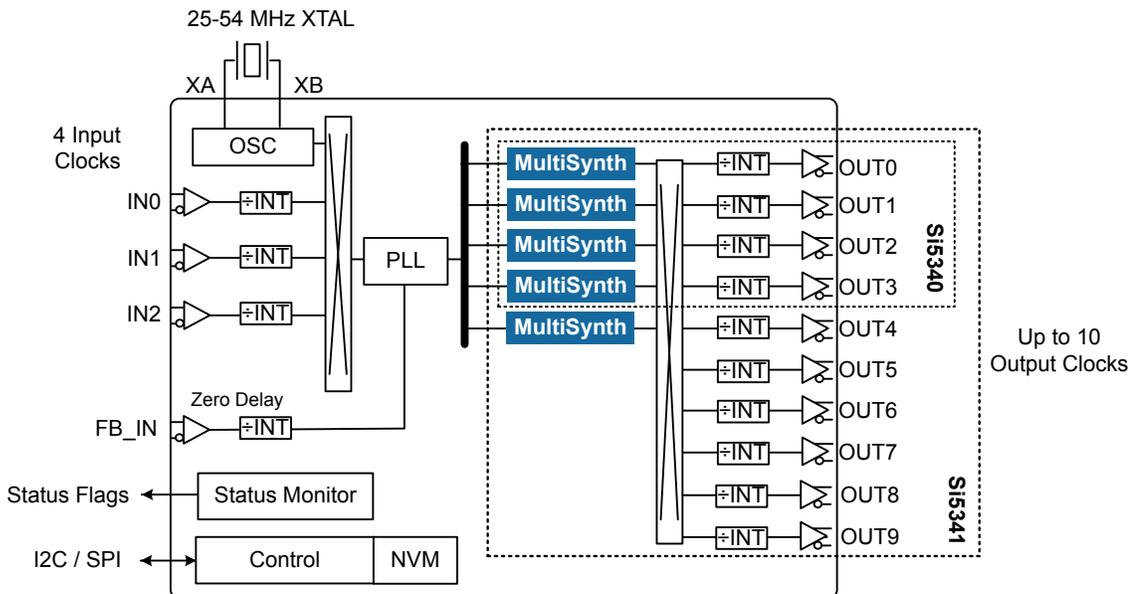 25-54 MHz XTAL
XA
XB
4 Input
Clocks
OSC
IN0
÷INT
IN1
÷INT
IN2
÷INT
PLL
Zero Delay
FB_IN
÷INT
Status Flags
Status Monitor
I2C / SPI
Control
NVM
MultiSynth
÷INT
OUT0
MultiSynth
÷INT
OUT1
MultiSynth
÷INT
OUT2
MultiSynth
÷INT
OUT3
Si5340
MultiSynth
÷INT
OUT4
÷INT
OUT5
÷INT
OUT6
÷INT
OUT7
÷INT
OUT8
÷INT
OUT9
Si5341
Up to 10
Output Clocks